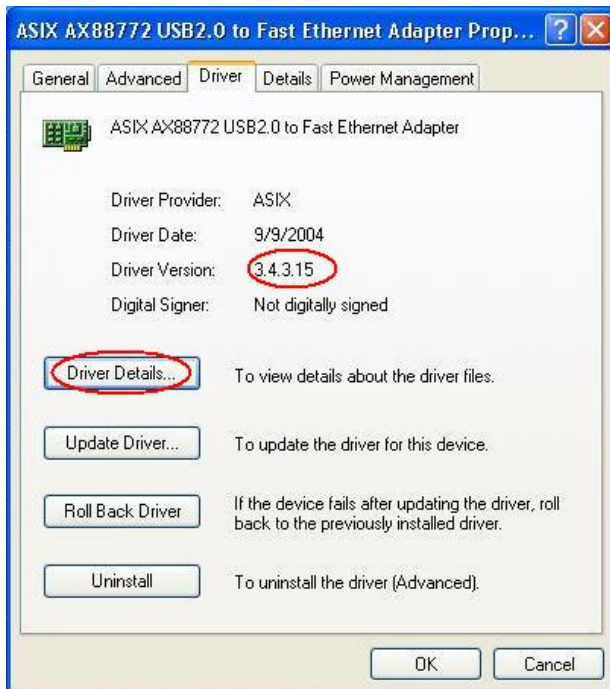 ASIX AX88772 USB2.0 to Fast Ethernet Adapter Prop...
General Advanced Driver Details Power Management
ASIX AX88772 USB2.0 to Fast Ethernet Adapter
Driver Provider: ASIX
Driver Date: 9/9/2004
Driver Version: 3.4.3.15
Digital Signer: Not digitally signed
Driver Details... To view details about the driver files.
Update Driver... To update the driver for this device.
Roll Back Driver If the device fails after updating the driver, roll
back to the previously installed driver.
Uninstall To uninstall the driver (Advanced).
OK Cancel